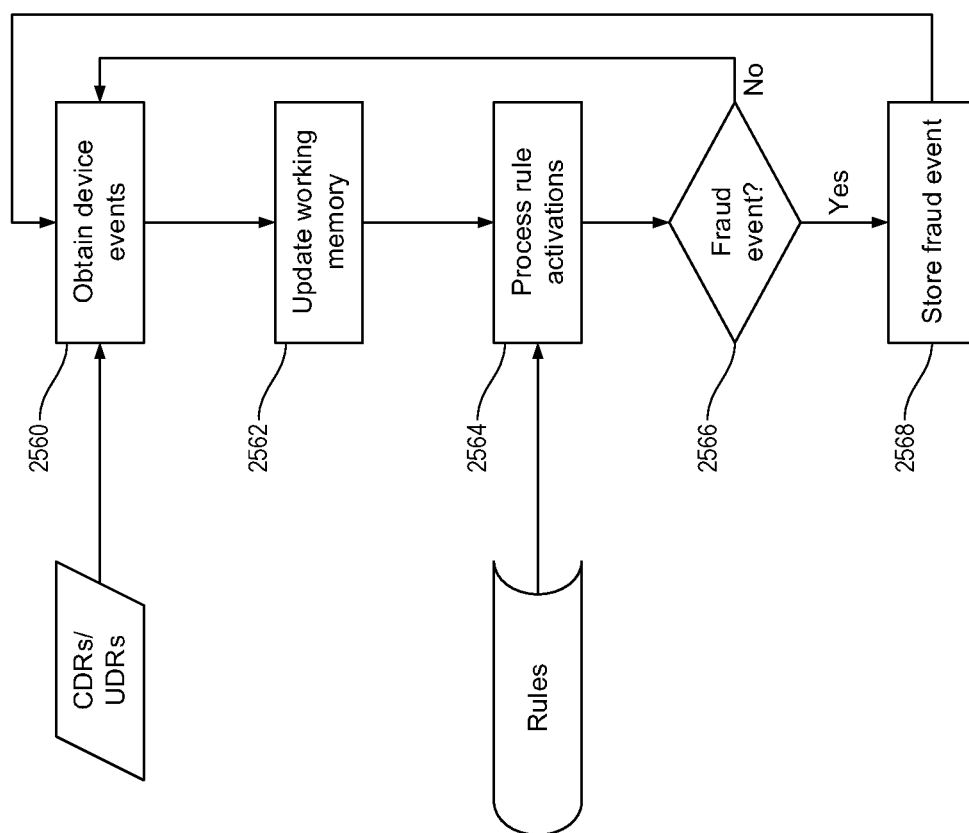 CDRs/
UDRs
2560
Obtain device
events
2562
Update working
memory
Rules
2564
Process rule
activations
2566
Fraud
event?
No
Yes
2568
Store fraud event